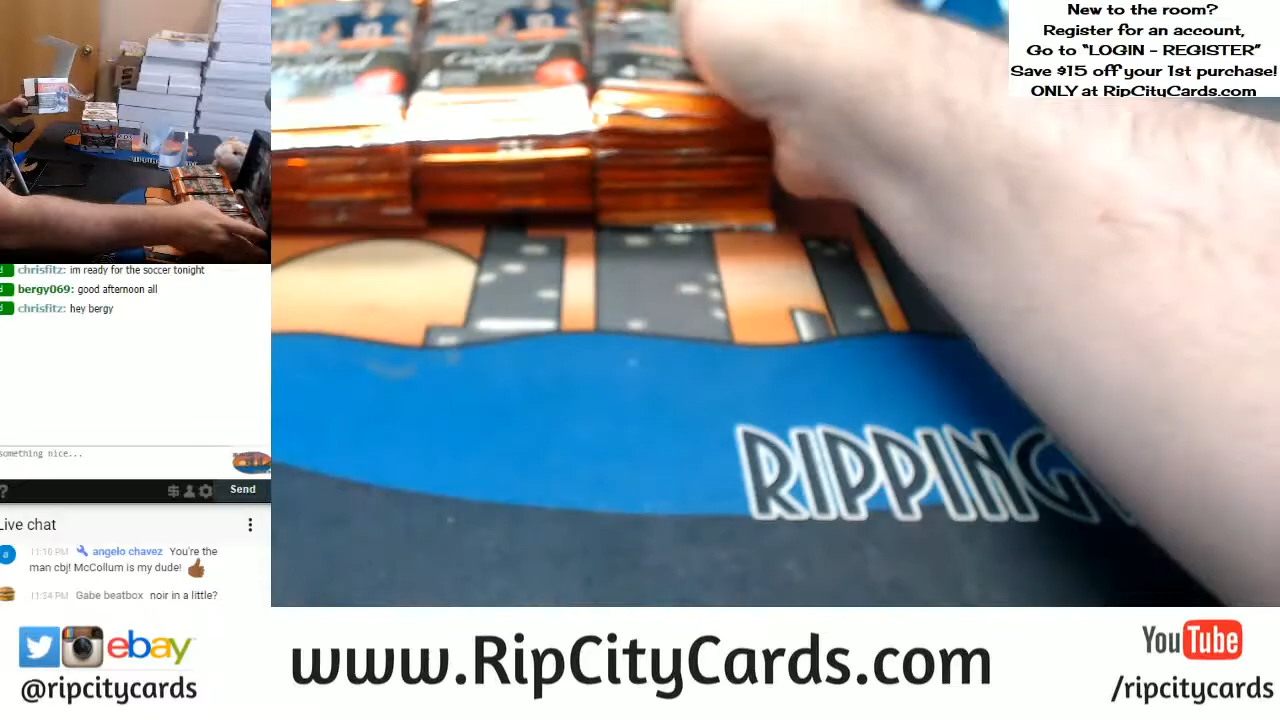 New to the room?
Register for an account,
Go to “LOGIN - REGISTER”
Save $15 off your 1st purchase!
ONLY at RipCityCards.com
chrisfitz: im ready for the soccer tonight
bergy069: good afternoon all
chrisfitz: hey bergy
something nice...
Send
Live chat
11:10 PM angelo chavez You're the
man cbj! McCollum is my dude!
11:34 PM Gabe beatbox noir in a little?
RIPPING
ebay
@ripcitycards
www.RipCityCards.com
YouTube
/ripcitycards